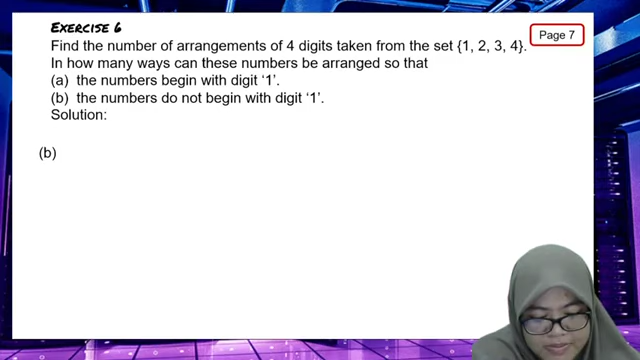 Exercise 6
Page 7
Find the number of arrangements of 4 digits taken from the set {1, 2, 3, 4}.
In how many ways can these numbers be arranged so that
(a) the numbers begin with digit ‘1’.
(b) the numbers do not begin with digit ‘1’.
Solution:
(b)